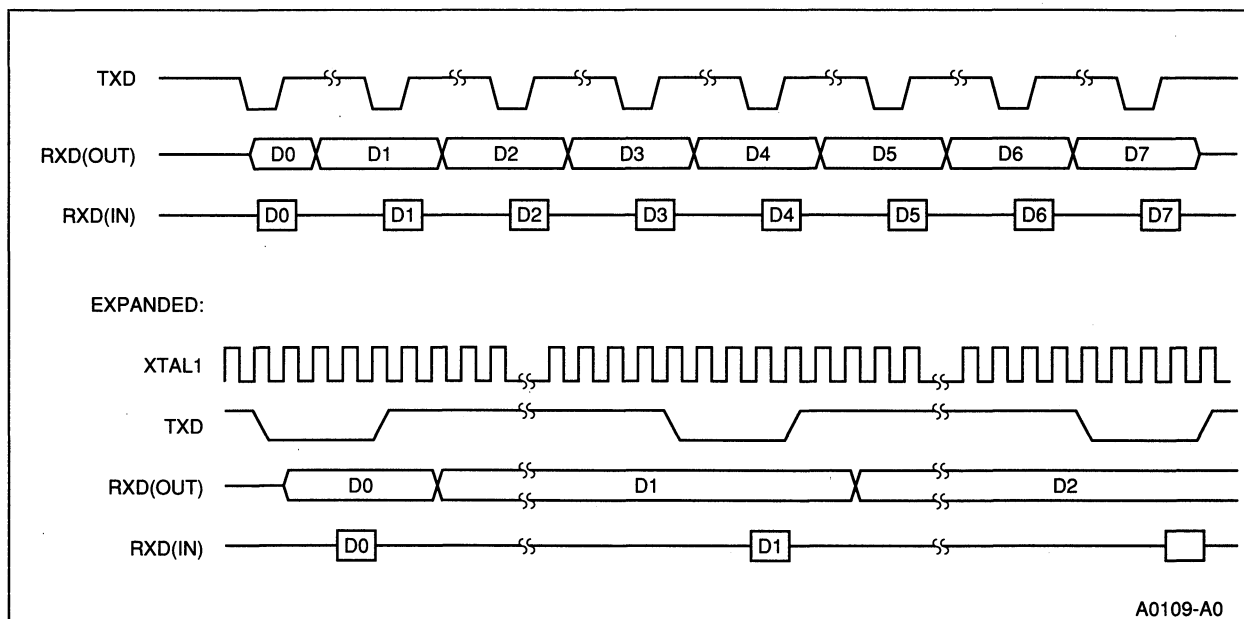 TXD
RXD(OUT) D0 D1 D2 D3 D4 D5 D6 D7
RXD(IN) D0 D1 D2 D3 D4 D5 D6 D7
EXPANDED:
XTAL1
TXD
RXD(OUT) D0 D1 D2
RXD(IN) D0 D1
A0109-A0